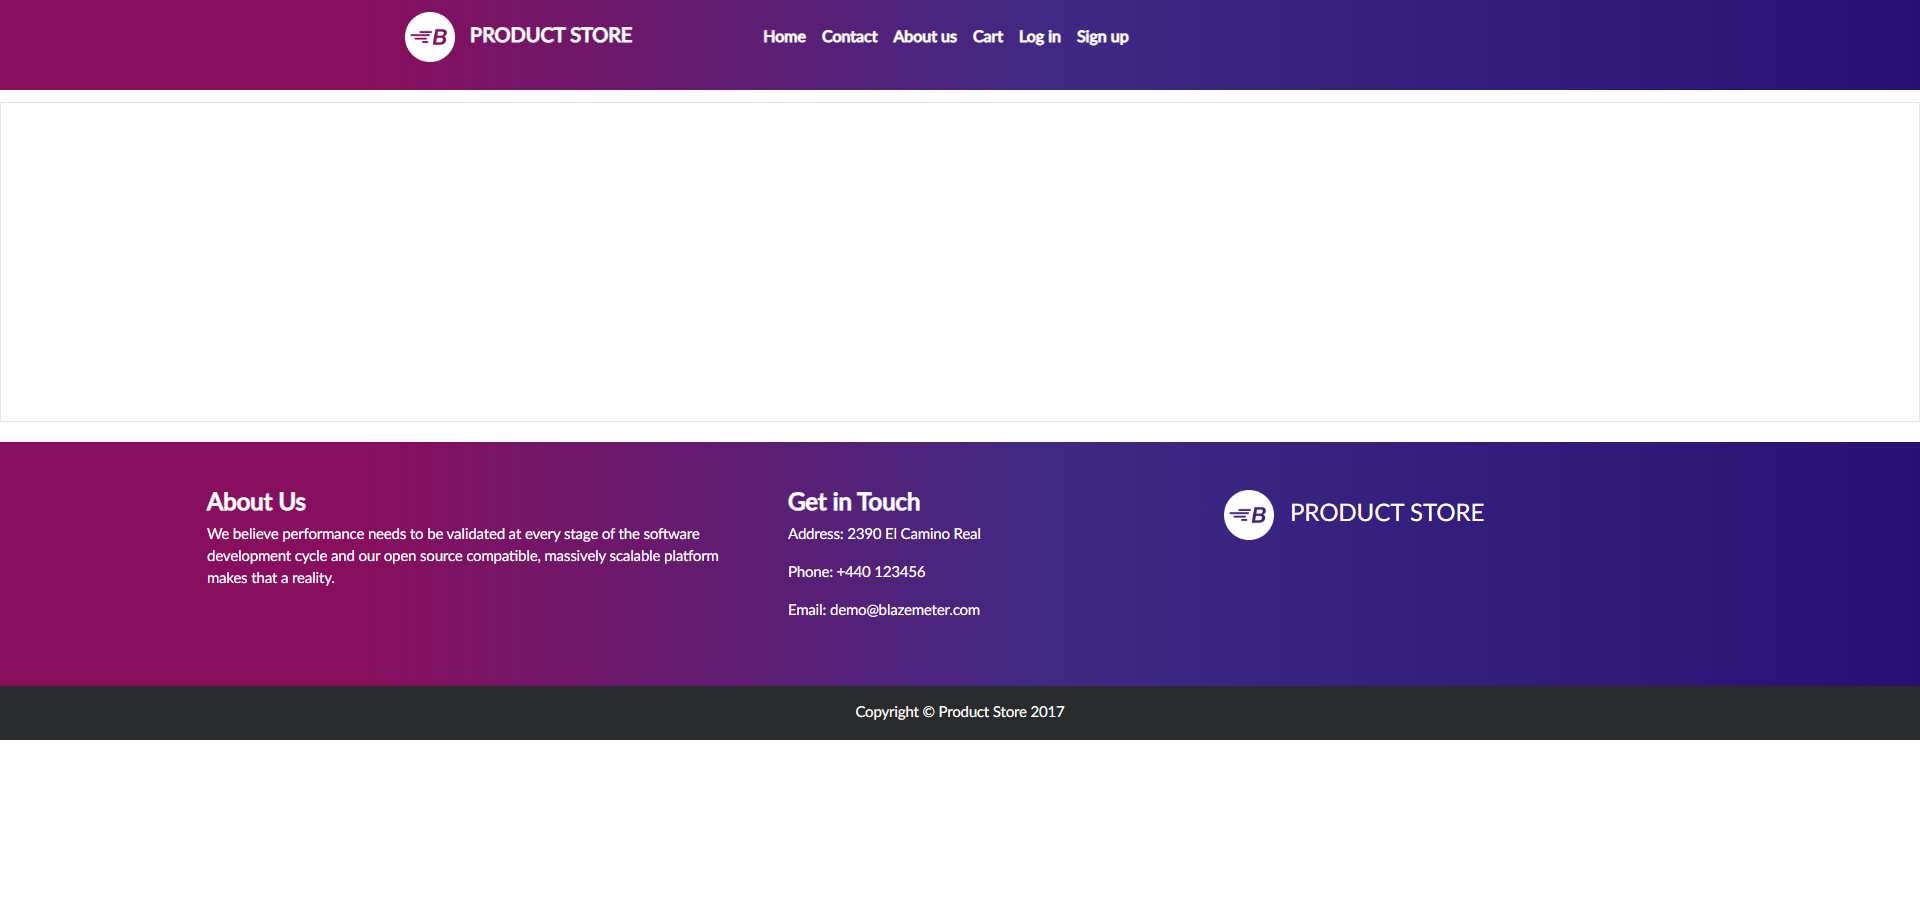 B PRODUCT STORE Home Contact About us Cart Log in Sign up
About Us
We believe performance needs to be validated at every stage of the software
development cycle and our open source compatible, massively scalable platform
makes that a reality.
Get in Touch
Address: 2390 El Camino Real
Phone: +440 123456
Email: demo@blazemeter.com
B PRODUCT STORE
Copyright © Product Store 2017